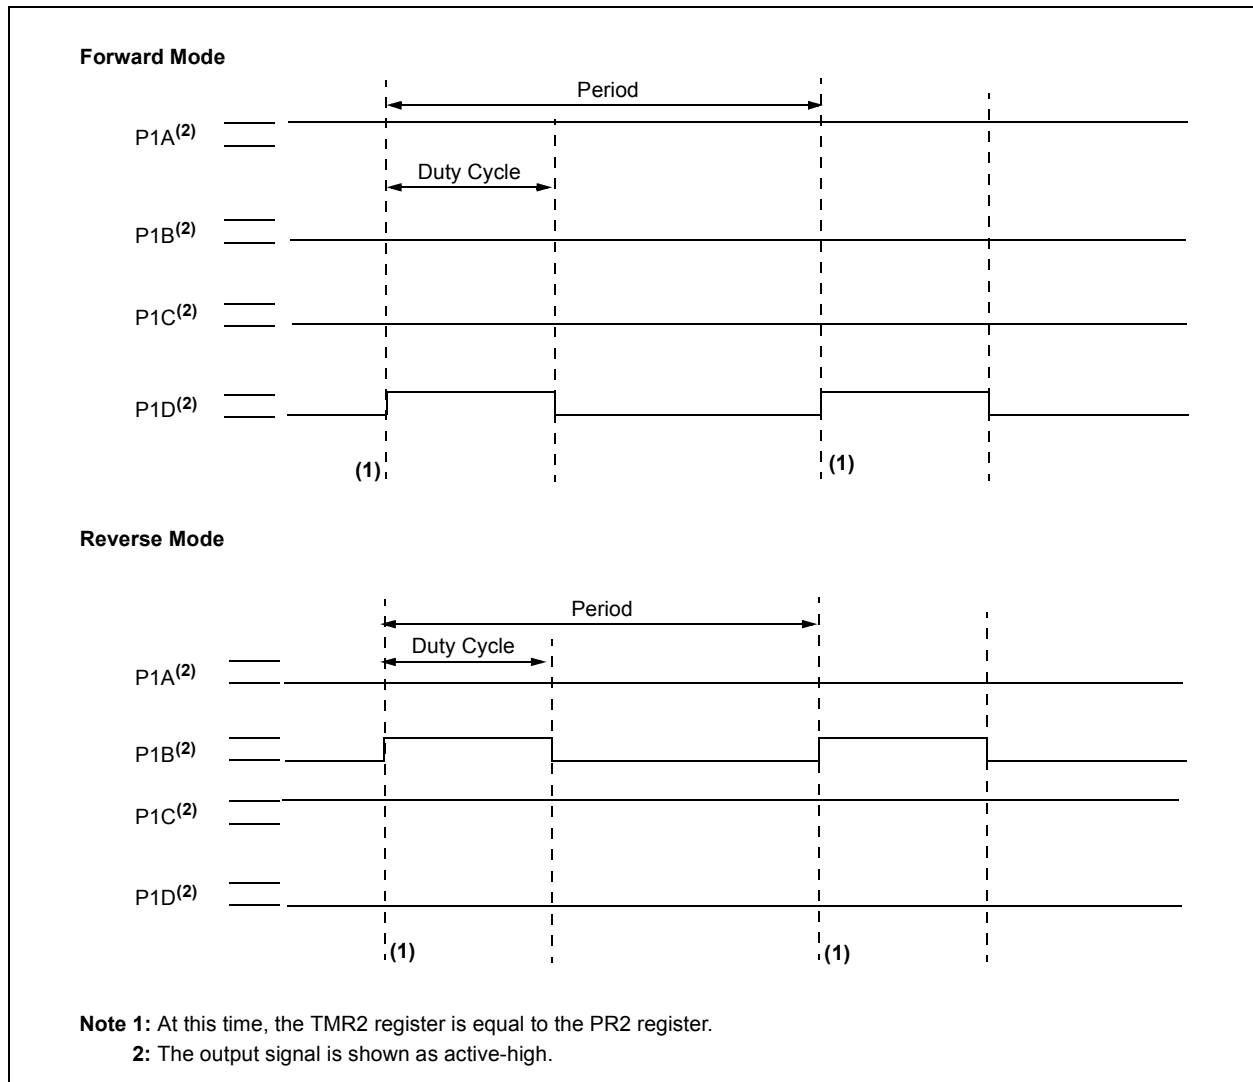 Forward Mode
Period
P1A(2)
Duty Cycle
P1B(2)
P1C(2)
P1D(2)
(1)
(1)
Reverse Mode
Period
Duty Cycle
P1A(2)
P1B(2)
P1C(2)
P1D(2)
(1)
(1)
Note 1: At this time, the TMR2 register is equal to the PR2 register.
2: The output signal is shown as active-high.